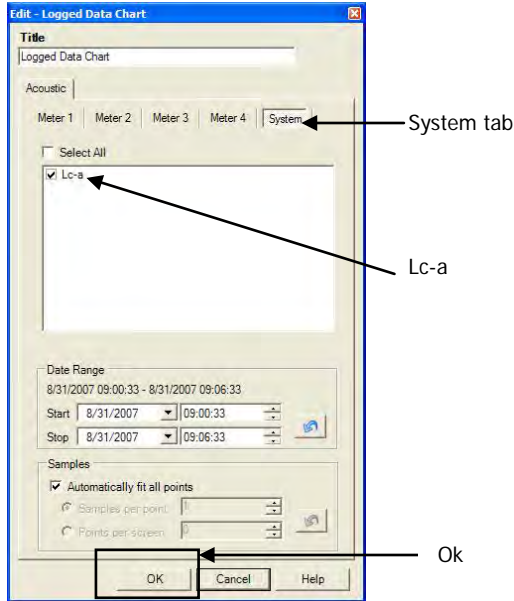 Edit - Logged Data Chart
Title
Logged Data Chart
Acoustic
Meter 1 Meter 2 Meter 3 Meter 4 System
System tab
Select All
Lc-a
Lc-a
Date Range
8/31/2007 09:00:33 - 8/31/2007 09:06:33
Start 8/31/2007 09:00:33
Stop 8/31/2007 09:06:33
Samples
Automatically fit all points
Samples per point
Points per screen
Ok
OK Cancel Help